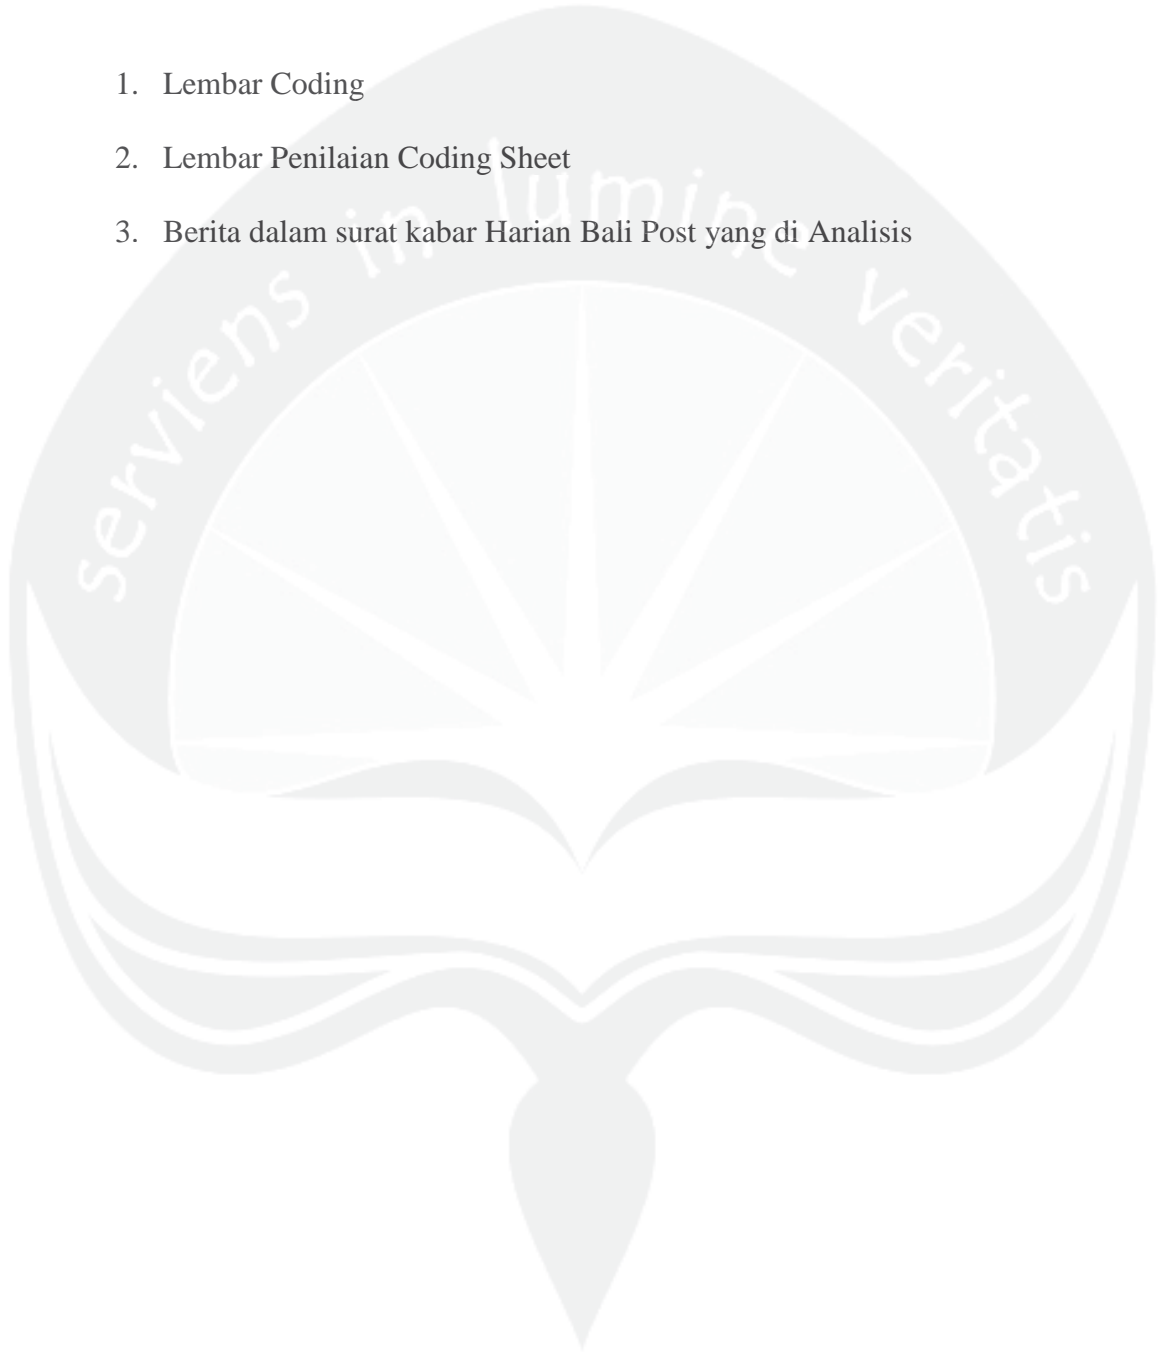 1. Lembar Coding
2. Lembar Penilaian Coding Sheet
3. Berita dalam surat kabar Harian Bali Post yang di Analisis
serviens in lumine veritatis